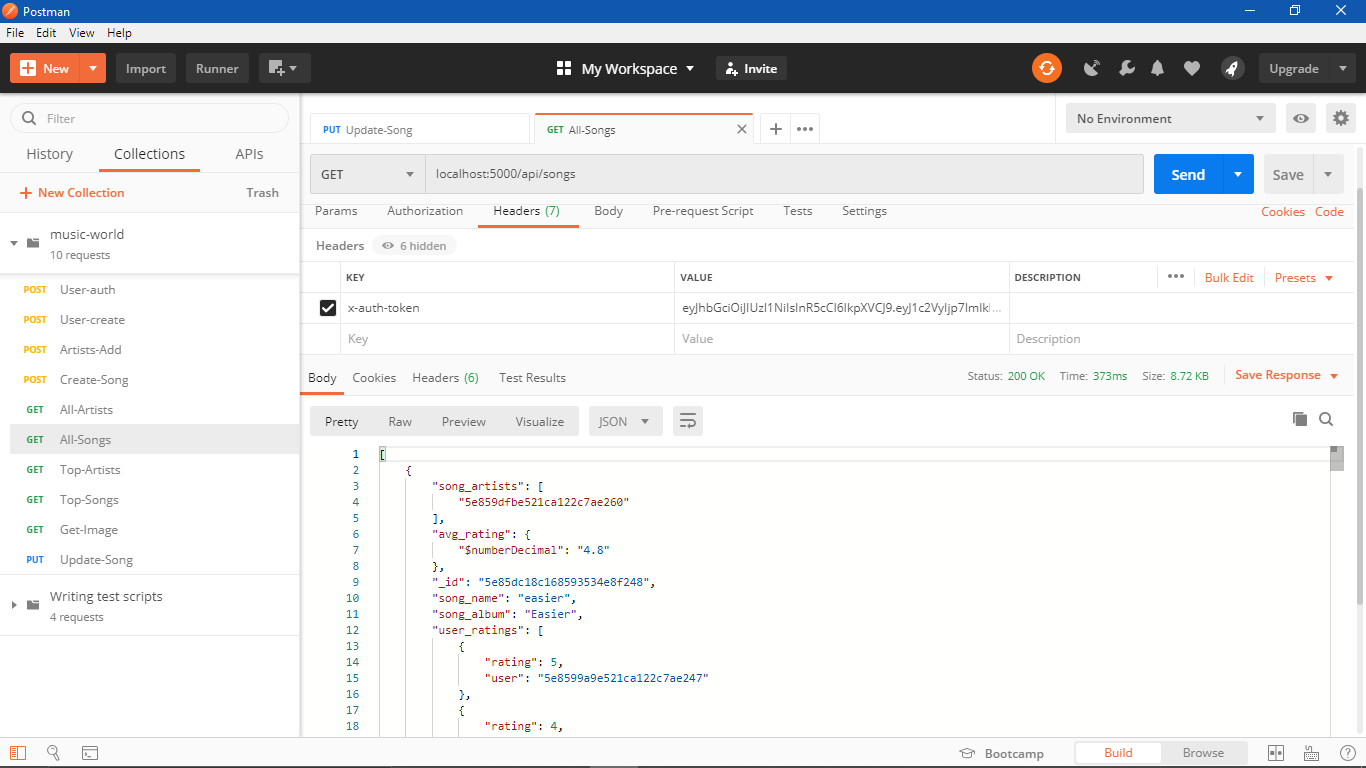 Postman
File Edit View Help
New Import Runner My Workspace Invite Upgrade
Filter
History Collections APIs
New Collection Trash
music-world
10 requests
POST User-auth
POST User-create
POST Artists-Add
POST Create-Song
GET All-Artists
GET All-Songs
GET Top-Artists
GET Top-Songs
GET Get-Image
PUT Update-Song
Writing test scripts
4 requests
PUT Update-Song GET All-Songs No Environment
GET localhost:5000/api/songs Send Save
Params Authorization Headers (7) Body Pre-request Script Tests Settings Cookies Code
Headers 6 hidden
KEY VALUE DESCRIPTION Bulk Edit Presets
x-auth-token
Key Value Description
Body Cookies Headers (6) Test Results Status: 200 OK Time: 373ms Size: 8.72 KB Save Response
Pretty Raw Preview Visualize JSON
1 [
2 {
3 "song_artists": [
4 "5e859dfbe521ca122c7ae260"
5 ],
6 "avg_rating": {
7 "$numberDecimal": "4.8"
8 },
9 "_id": "5e85dc18c168593534e8f248",
10 "song_name": "easier",
11 "song_album": "Easier",
12 "user_ratings": [
13 {
14 "rating": 5,
15 "user": "5e8599a9e521ca122c7ae247"
16 },
17 {
18 "rating": 4,
Bootcamp Build Browse